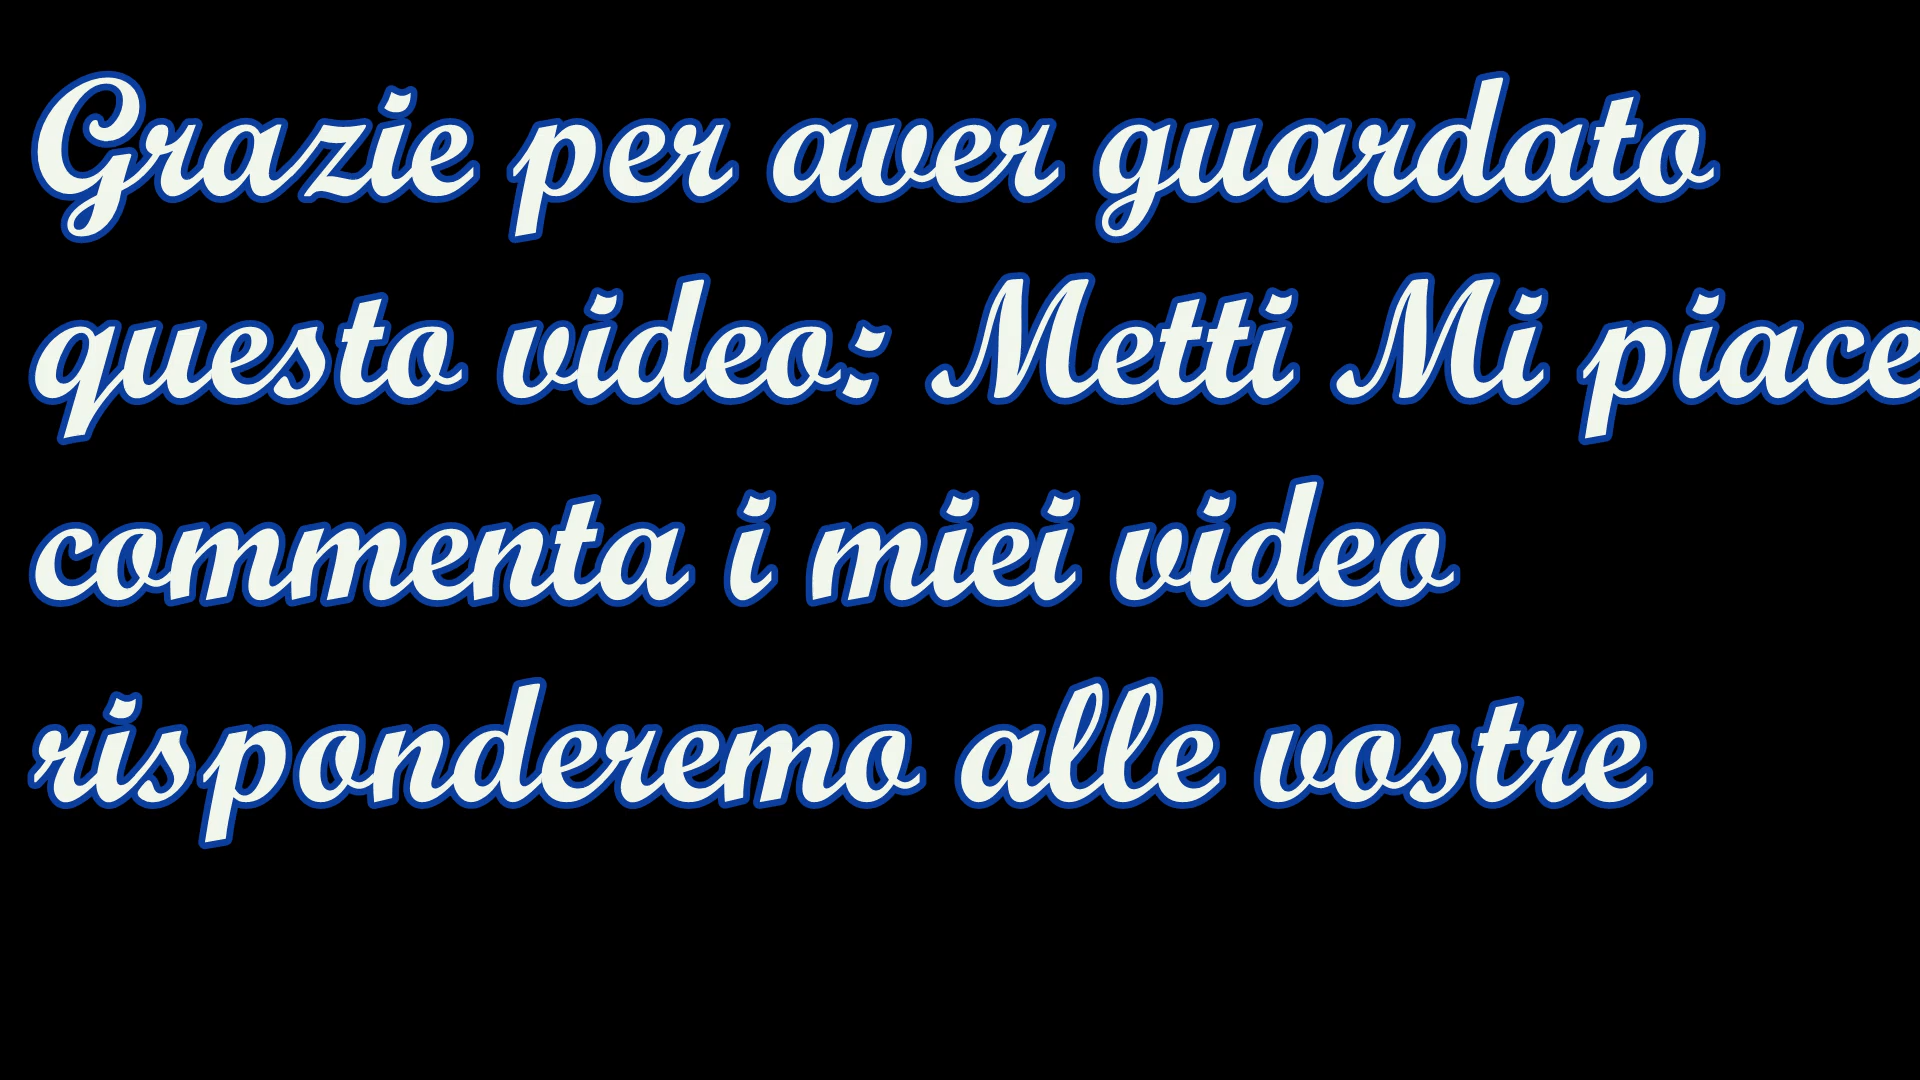 Grazie per aver guardato
questo video: Metti Mi piace
commenta i miei video
risponderemo alle vostre